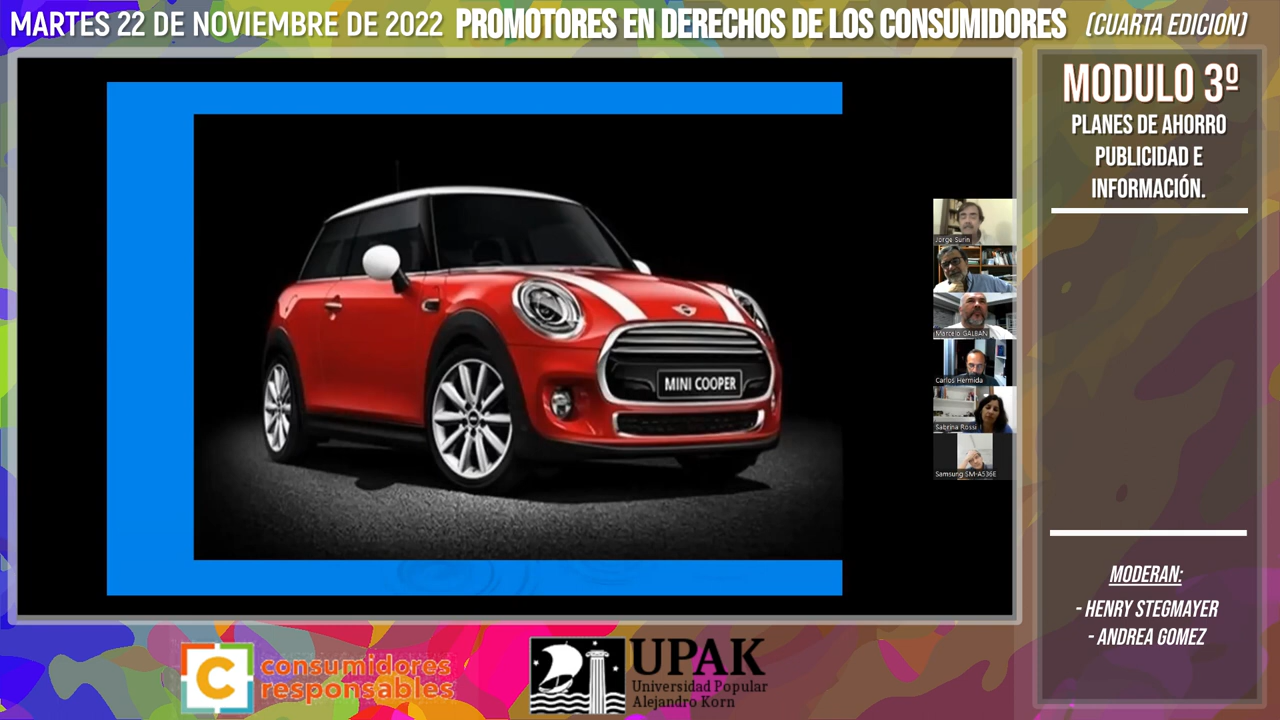 MARTES 22 DE NOVIEMBRE DE 2022 PROMOTORES EN DERECHOS DE LOS CONSUMIDORES (CUARTA EDICION)
MODULO 3º
PLANES DE AHORRO
PUBLICIDAD E
INFORMACIÓN.
MINI COOPER
Jorge Surin
Marcelo GALBAN
Carlos Hermida
Sabrina Rossi
Samsung SM-A536E
MODERAN:
- HENRY STEGMAYER
- ANDREA GOMEZ
C consumidores
responsables
UPAK
Universidad Popular
Alejandro Korn